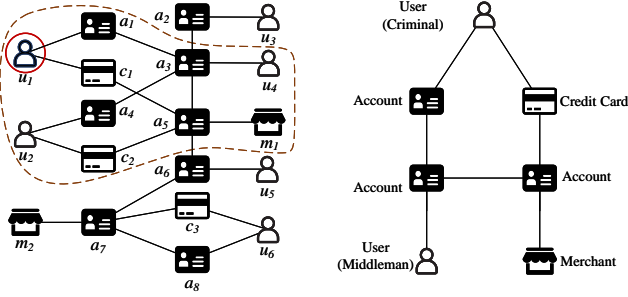 a1
a2
u3
u1
c1
a3
u4
a4
u2
c2
a5
m1
a6
u5
m2
a7
c3
u6
a8
User
(Criminal)
Account
Credit Card
Account
Account
User
(Middleman)
Merchant